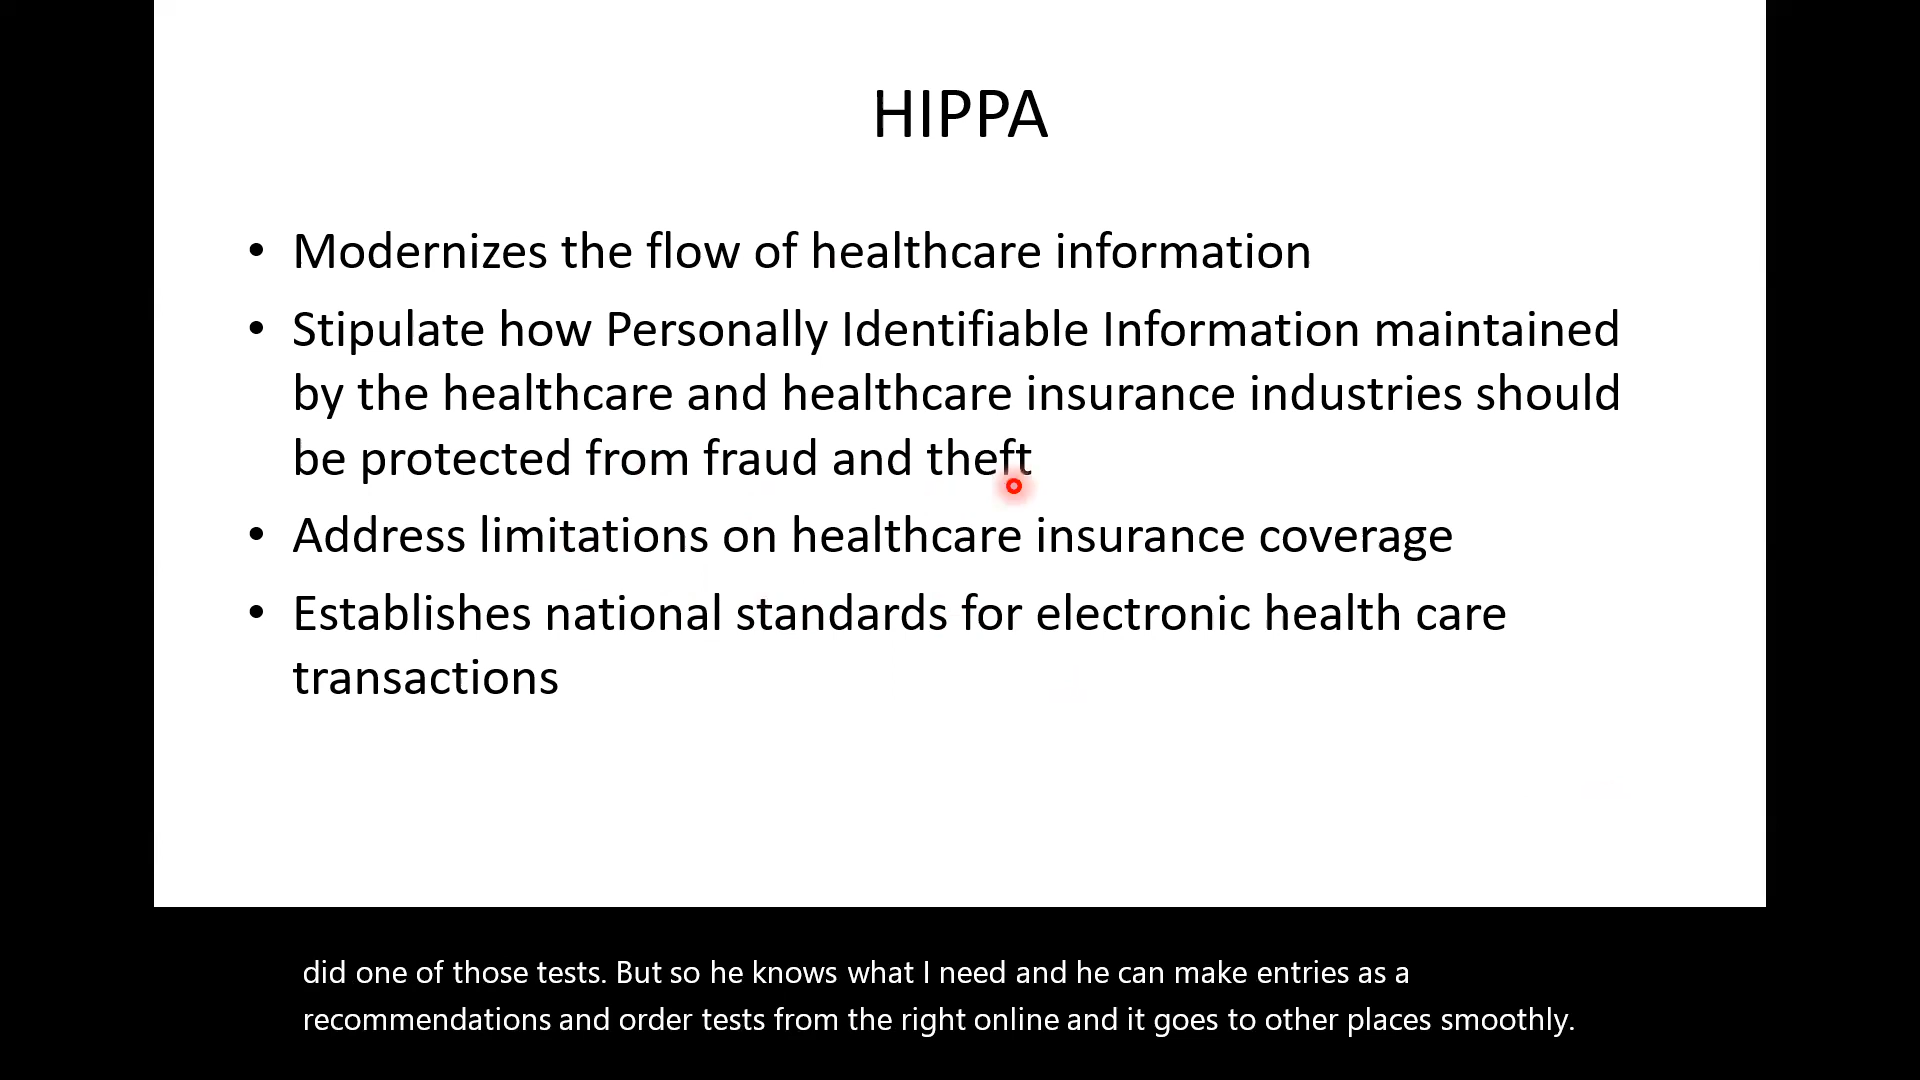 HIPPA
• Modernizes the flow of healthcare information
• Stipulate how Personally Identifiable Information maintained
by the healthcare and healthcare insurance industries should
be protected from fraud and theft
• Address limitations on healthcare insurance coverage
• Establishes national standards for electronic health care
transactions
did one of those tests. But so he knows what I need and he can make entries as a
recommendations and order tests from the right online and it goes to other places smoothly.